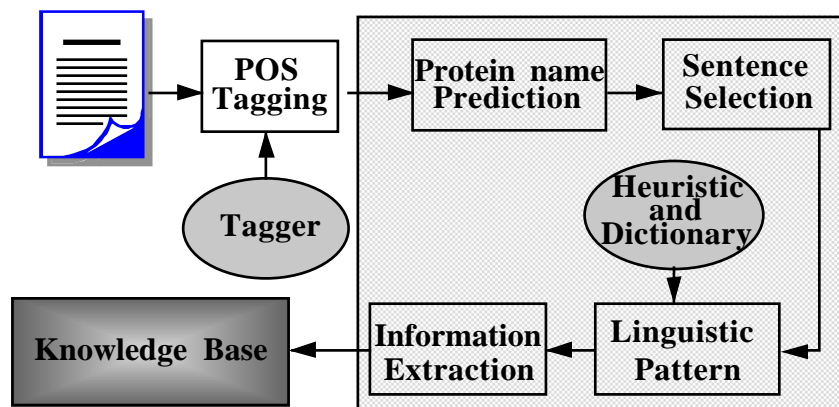 POS
Tagging
Protein name
Prediction
Sentence
Selection
Tagger
Heuristic
and
Dictionary
Knowledge Base
Information
Extraction
Linguistic
Pattern